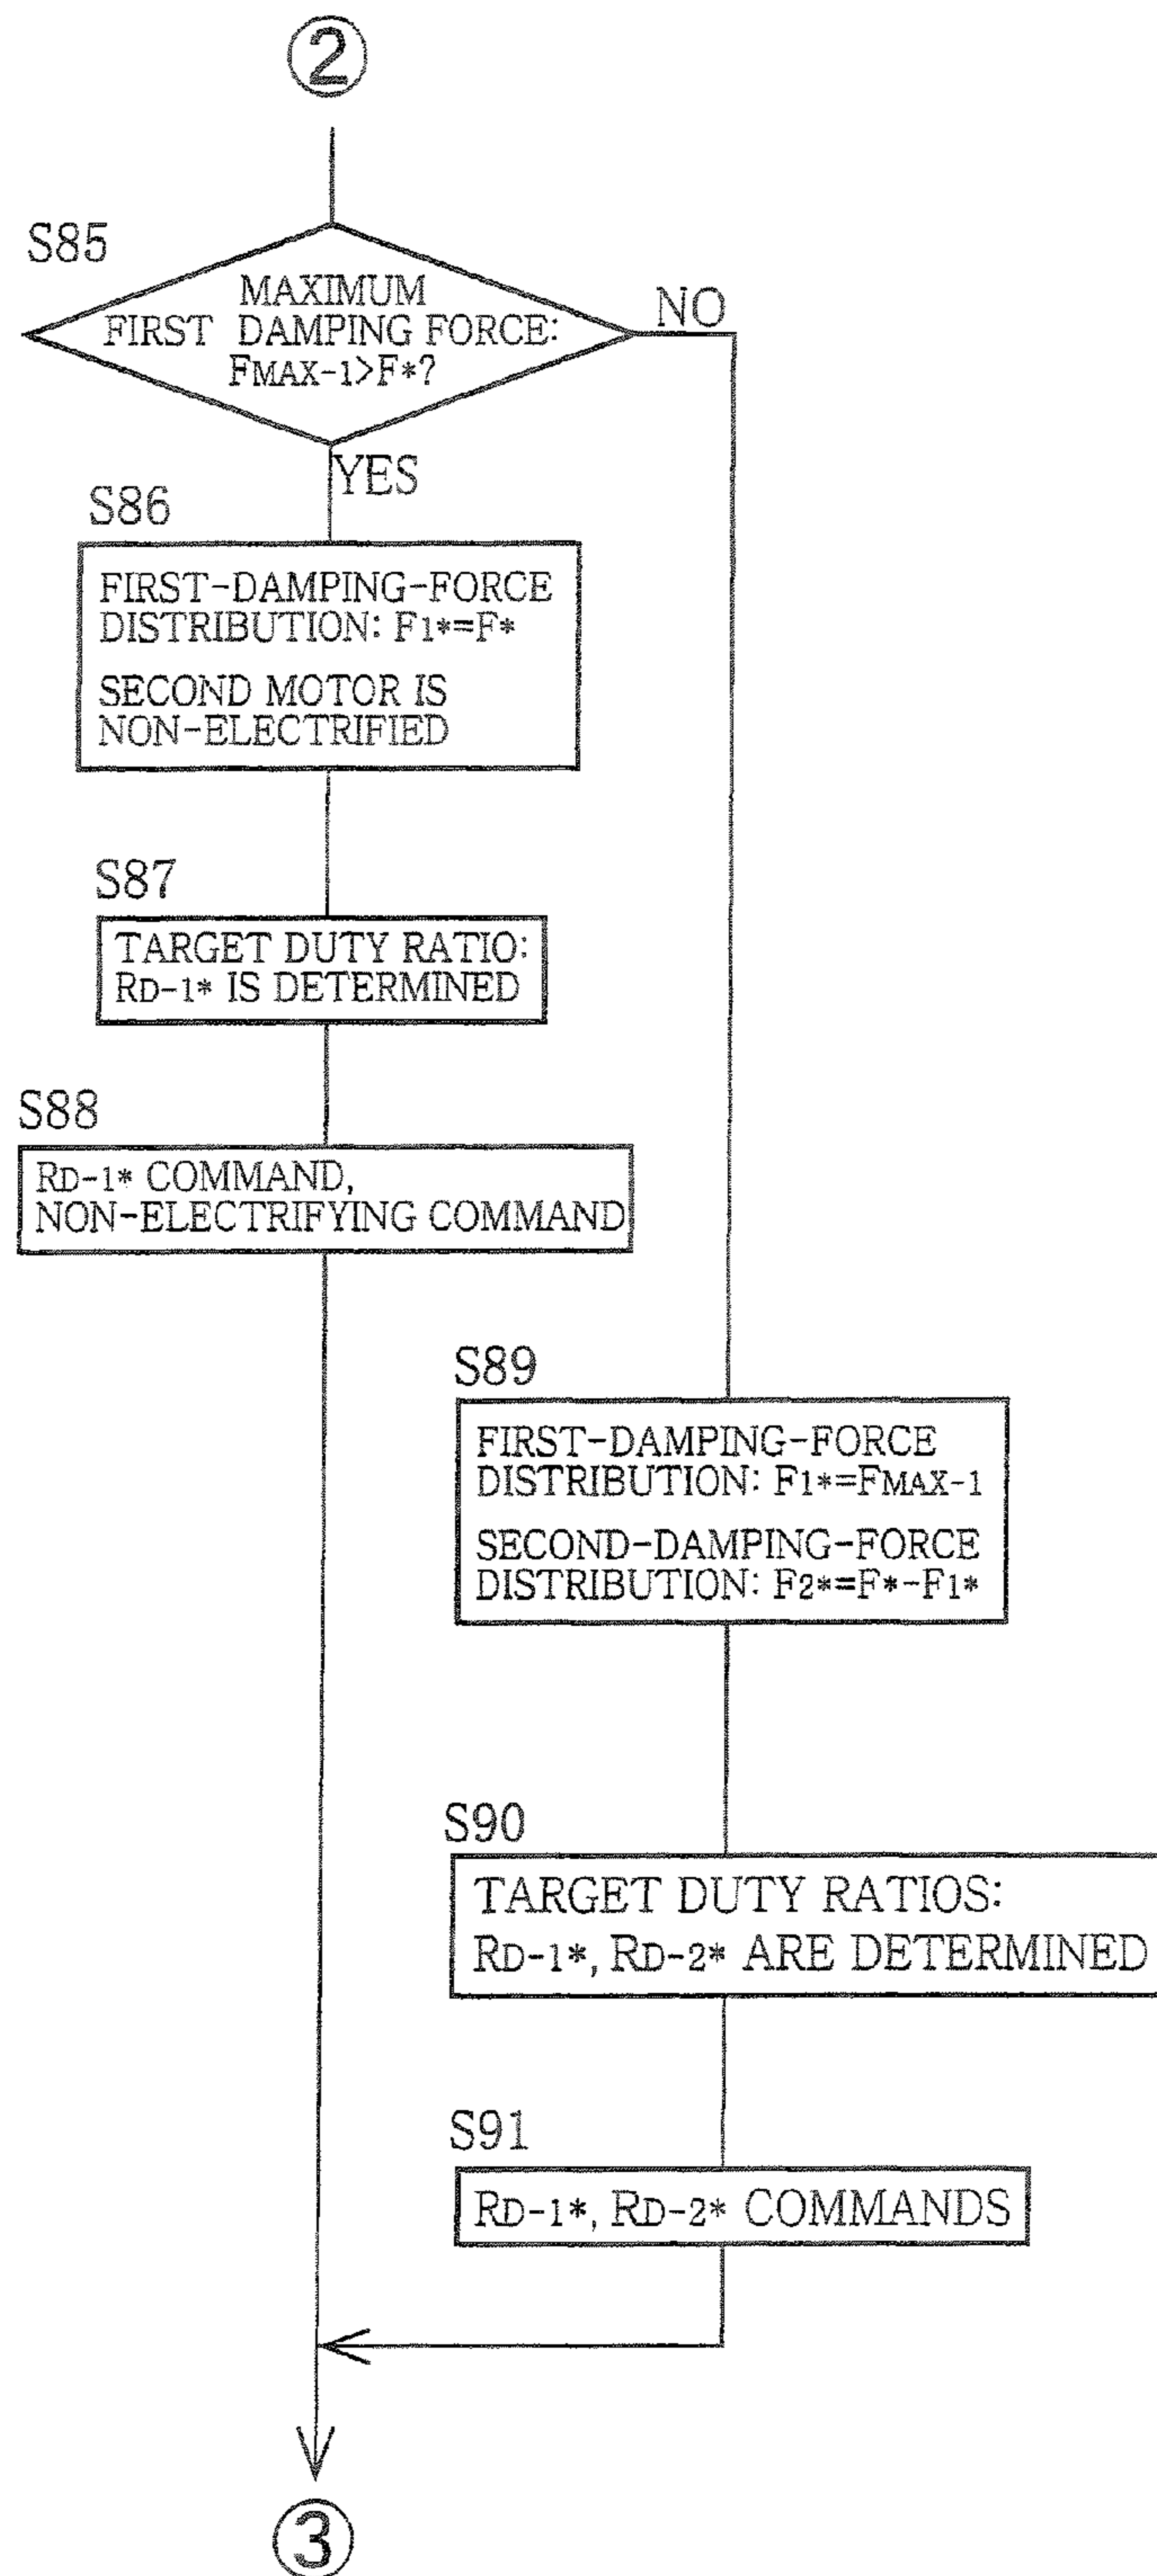 ②
S85
MAXIMUM
FIRST DAMPING FORCE:
FMAX-1>F*?
NO
YES
S86
FIRST-DAMPING-FORCE
DISTRIBUTION: F1*=F*
SECOND MOTOR IS
NON-ELECTRIFIED
S87
TARGET DUTY RATIO:
RD-1* IS DETERMINED
S88
RD-1* COMMAND,
NON-ELECTRIFYING COMMAND
S89
FIRST-DAMPING-FORCE
DISTRIBUTION: F1*=FMAX-1
SECOND-DAMPING-FORCE
DISTRIBUTION: F2*=F*-F1*
S90
TARGET DUTY RATIOS:
RD-1*, RD-2* ARE DETERMINED
S91
RD-1*, RD-2* COMMANDS
③